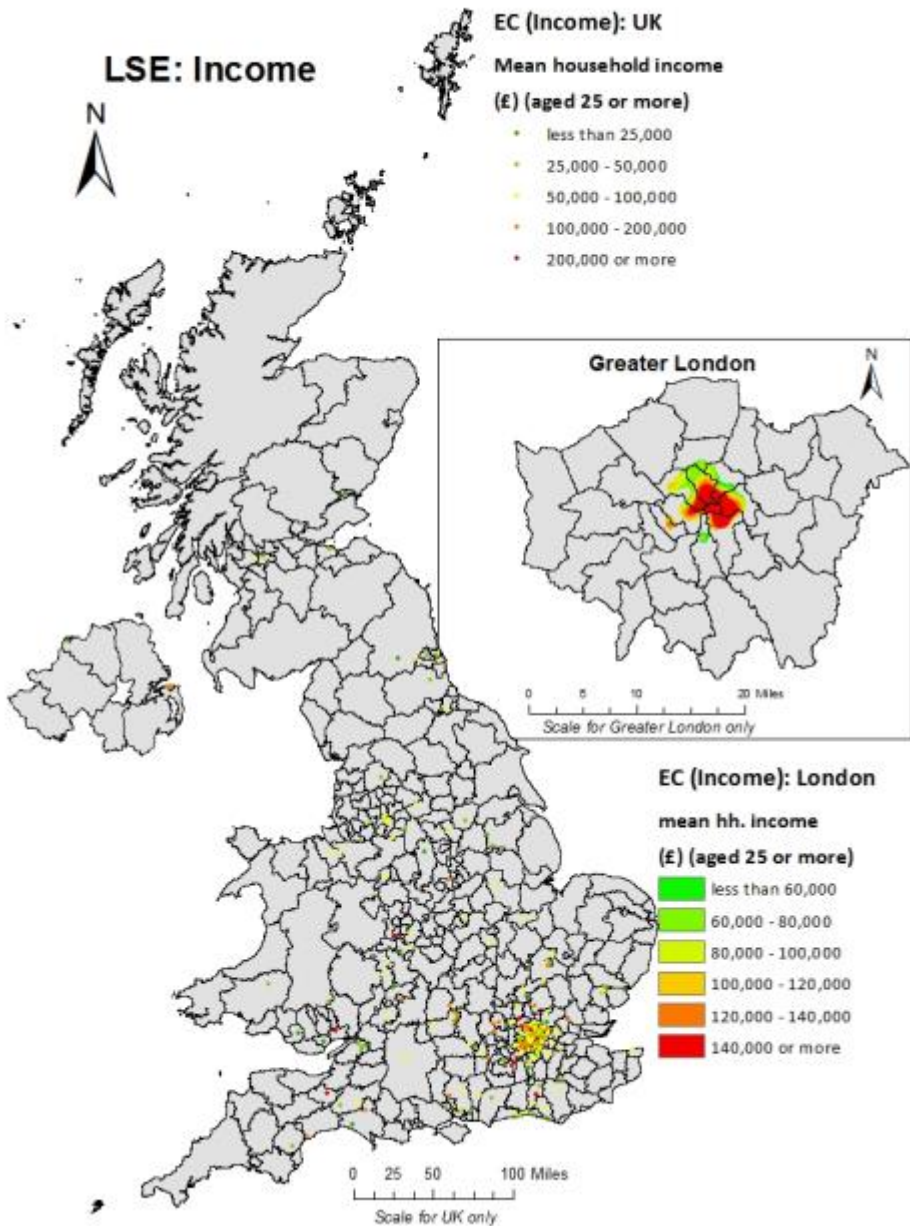 LSE: Income
N
EC (Income): UK
Mean household income
(£) (aged 25 or more)
less than 25,000
25,000 - 50,000
50,000 - 100,000
100,000 - 200,000
200,000 or more
Greater London
N
0 5 10 20 Miles
Scale for Greater London only
EC (Income): London
mean hh. income
(£) (aged 25 or more)
less than 60,000
60,000 - 80,000
80,000 - 100,000
100,000 - 120,000
120,000 - 140,000
140,000 or more
0 25 50 100 Miles
Scale for UK only